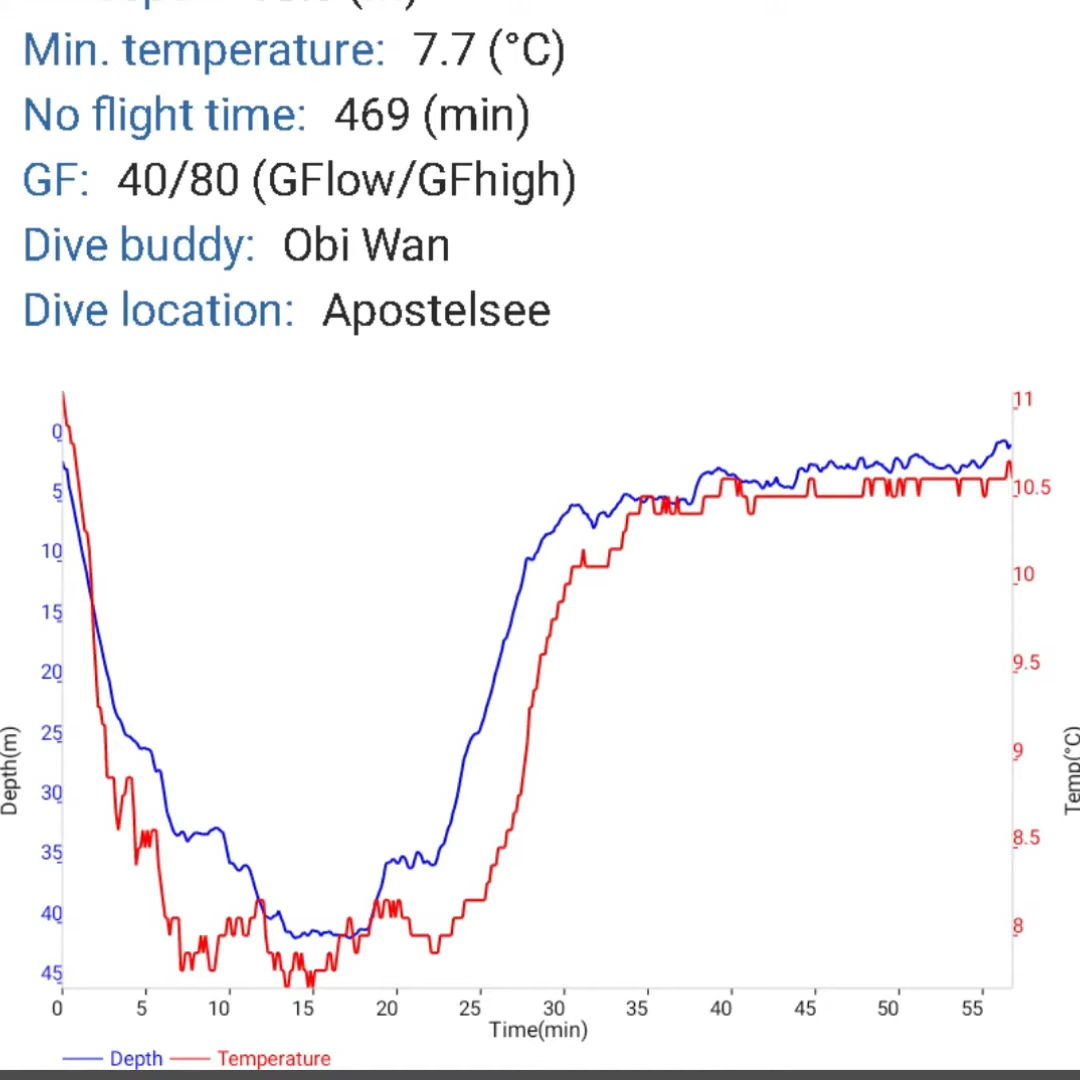 Min. temperature: 7.7 (°C)
No flight time: 469 (min)
GF: 40/80 (GFlow/GFhigh)
Dive buddy: Obi Wan
Dive location: Apostelsee
11
0
5
10.5
10
10
15
9.5
20
25
9
30
8.5
35
40
8
45
Depth(m)
Temp(°C)
0 5 10 15 20 25 30 35 40 45 50 55
Time(min)
Depth Temperature